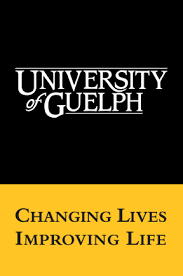 UNIVERSITY
of GUELPH
CHANGING LIVES
IMPROVING LIFE